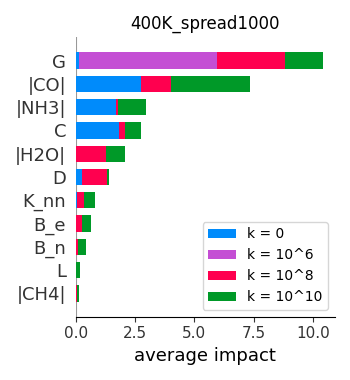 400K_spread1000
G
|CO|
|NH3|
C
|H2O|
D
K_nn
B_e
B_n
L
|CH4|
k = 0
k = 10^6
k = 10^8
k = 10^10
0.0 2.5 5.0 7.5 10.0
average impact